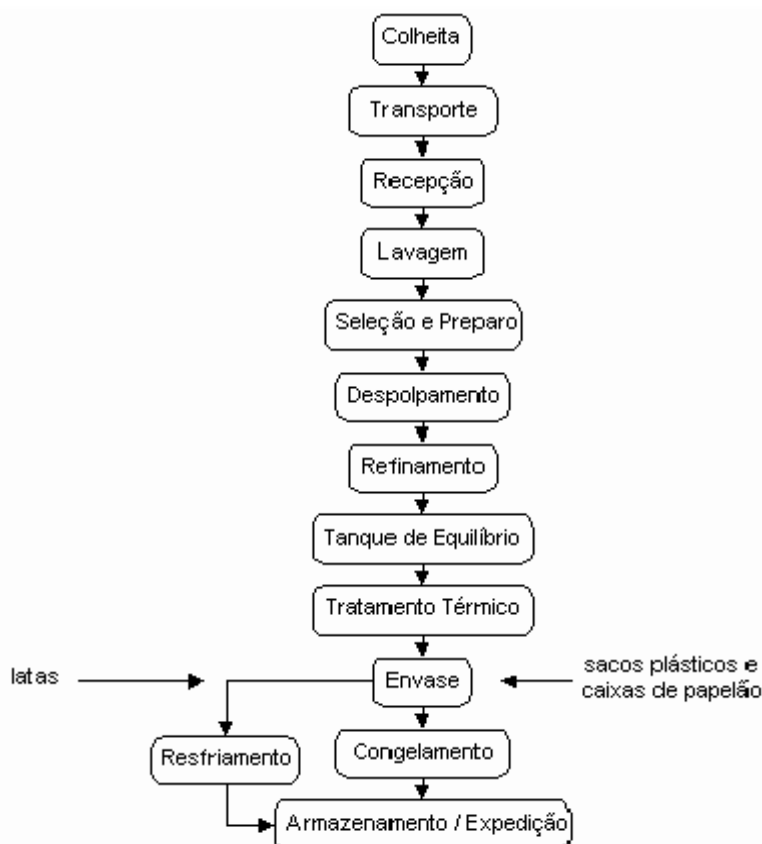 Colheita
Transporte
Recepção
Lavagem
Seleção e Preparo
Despolpamento
Refinamento
Tanque de Equilíbrio
Tratamento Térmico
latas
Envase
sacos plásticos e
caixas de papelão
Resfriamento
Congelamento
Armazenamento / Expedição